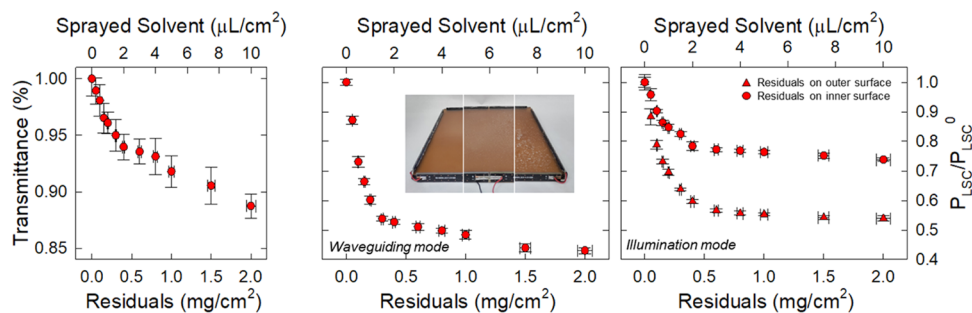 Sprayed Solvent (μL/cm²)
0 2 4 6 8 10
Transmittance (%)
1.00
0.95
0.90
0.85
0.0 0.5 1.0 1.5 2.0
Residuals (mg/cm²)
Sprayed Solvent (μL/cm²)
0 2 4 6 8 10
Waveguiding mode
0.0 0.5 1.0 1.5 2.0
Residuals (mg/cm²)
Sprayed Solvent (μL/cm²)
0 2 4 6 8 10
Residuals on outer surface
Residuals on inner surface
Illumination mode
1.0
0.9
0.8
0.7
0.6
0.5
0.4
P_LSC/P_LSC⁰
0.0 0.5 1.0 1.5 2.0
Residuals (mg/cm²)